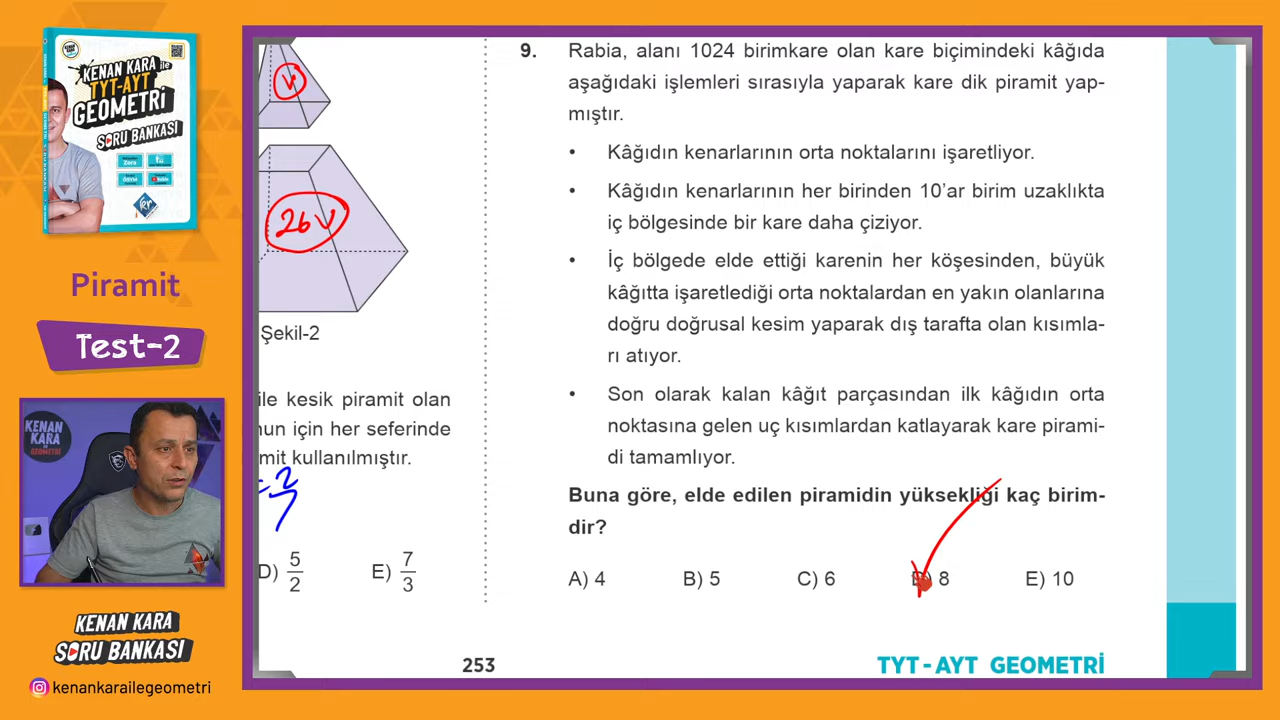 KENAN KARA ile
TYT-AYT
GEOMETRİ
SORU BANKASI
Piramit
Test-2
KENAN
KARA
KENAN KARA
SORU BANKASI
kenankarailegeometri
V
26V
Şekil-2
ile kesik piramit olan
nun için her seferinde
mit kullanılmıştır.
= 2/7
D) 5/2 E) 7/3
9. Rabia, alanı 1024 birimkare olan kare biçimindeki kâğıda
aşağıdaki işlemleri sırasıyla yaparak kare dik piramit yap-
mıştır.
• Kâğıdın kenarlarının orta noktalarını işaretliyor.
• Kâğıdın kenarlarının her birinden 10’ar birim uzaklıkta
iç bölgesinde bir kare daha çiziyor.
• İç bölgede elde ettiği karenin her köşesinden, büyük
kâğıtta işaretlediği orta noktalardan en yakın olanlarına
doğru doğrusal kesim yaparak dış tarafta olan kısımla-
rı atıyor.
• Son olarak kalan kâğıt parçasından ilk kâğıdın orta
noktasına gelen uç kısımlardan katlayarak kare pirami-
di tamamlıyor.
Buna göre, elde edilen piramidin yüksekliği kaç birim-
dir?
A) 4 B) 5 C) 6 D) 8 E) 10
253
TYT - AYT GEOMETRİ